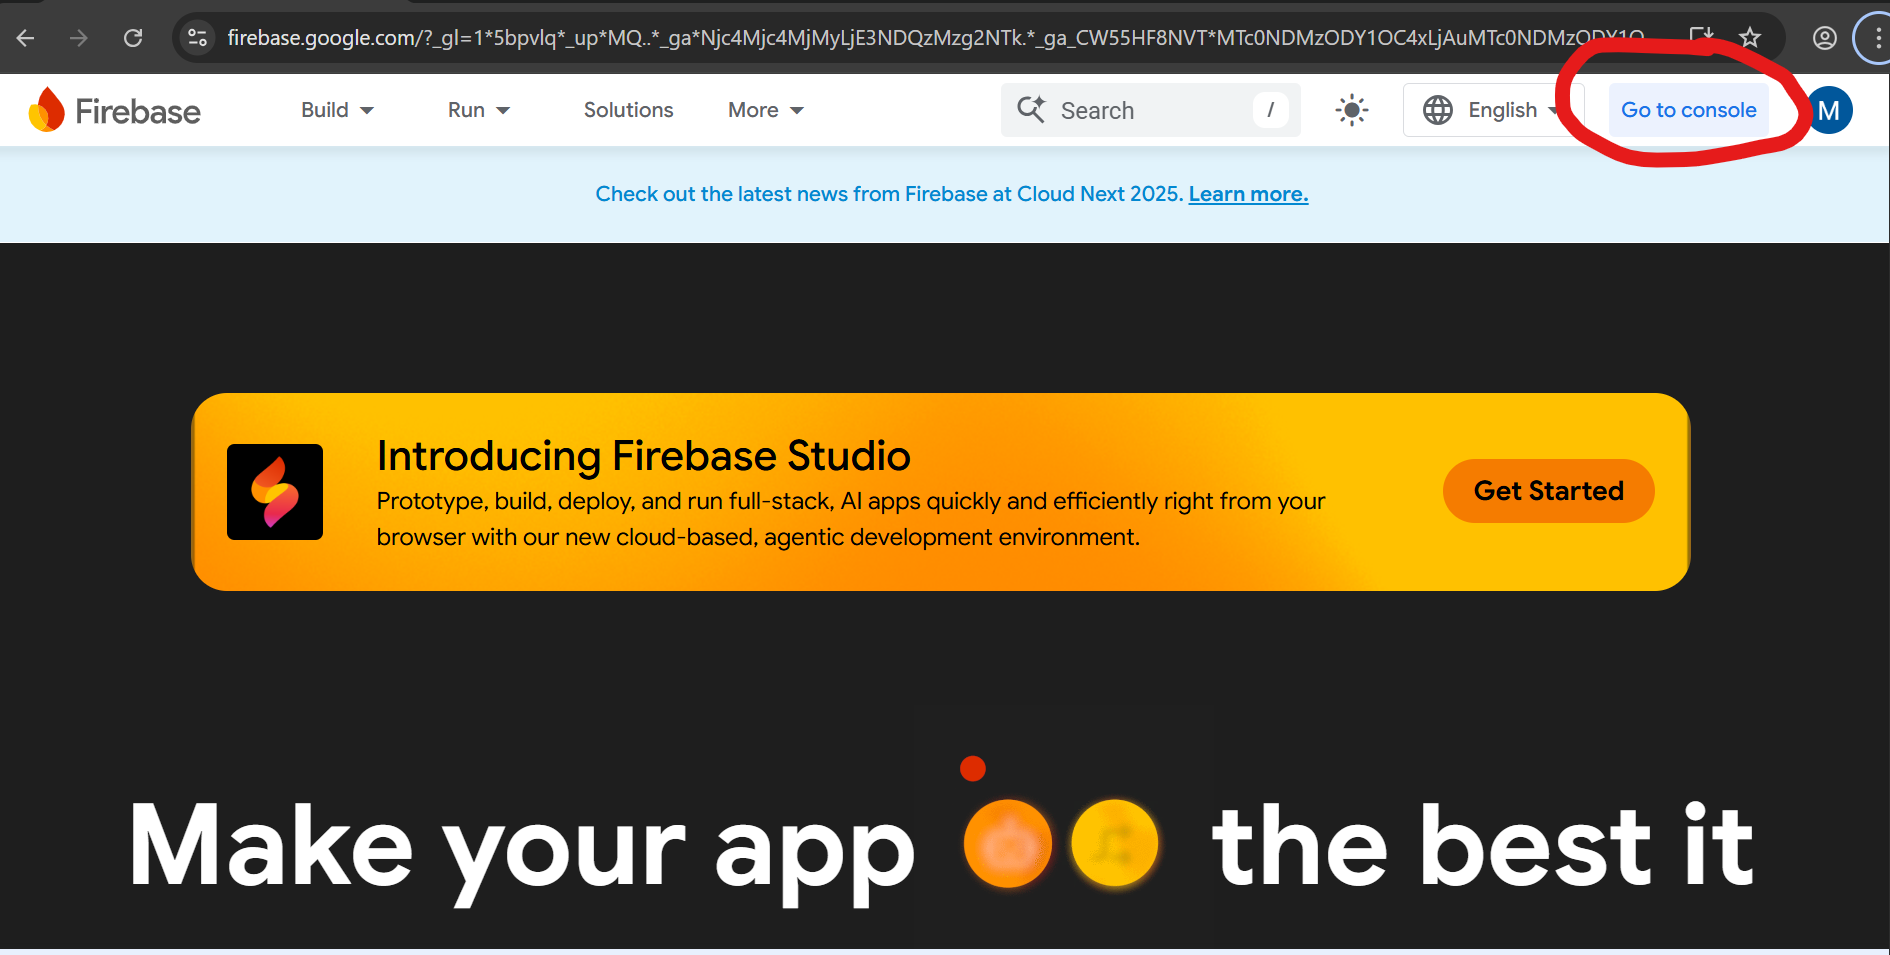 firebase.google.com/?_gl=1*5bpvlq*_up*MQ..*_ga*Njc4Mjc4MjMyLjE3NDQzMzg2NTk.*_ga_CW55HF8NVT*MTc0NDMzODY1OC4xLjAuMTc0NDMzODY1O
Firebase
Build
Run
Solutions
More
Search
/
English
Go to console
M
Check out the latest news from Firebase at Cloud Next 2025. Learn more.
Introducing Firebase Studio
Prototype, build, deploy, and run full-stack, AI apps quickly and efficiently right from your
browser with our new cloud-based, agentic development environment.
Get Started
Make your app the best it